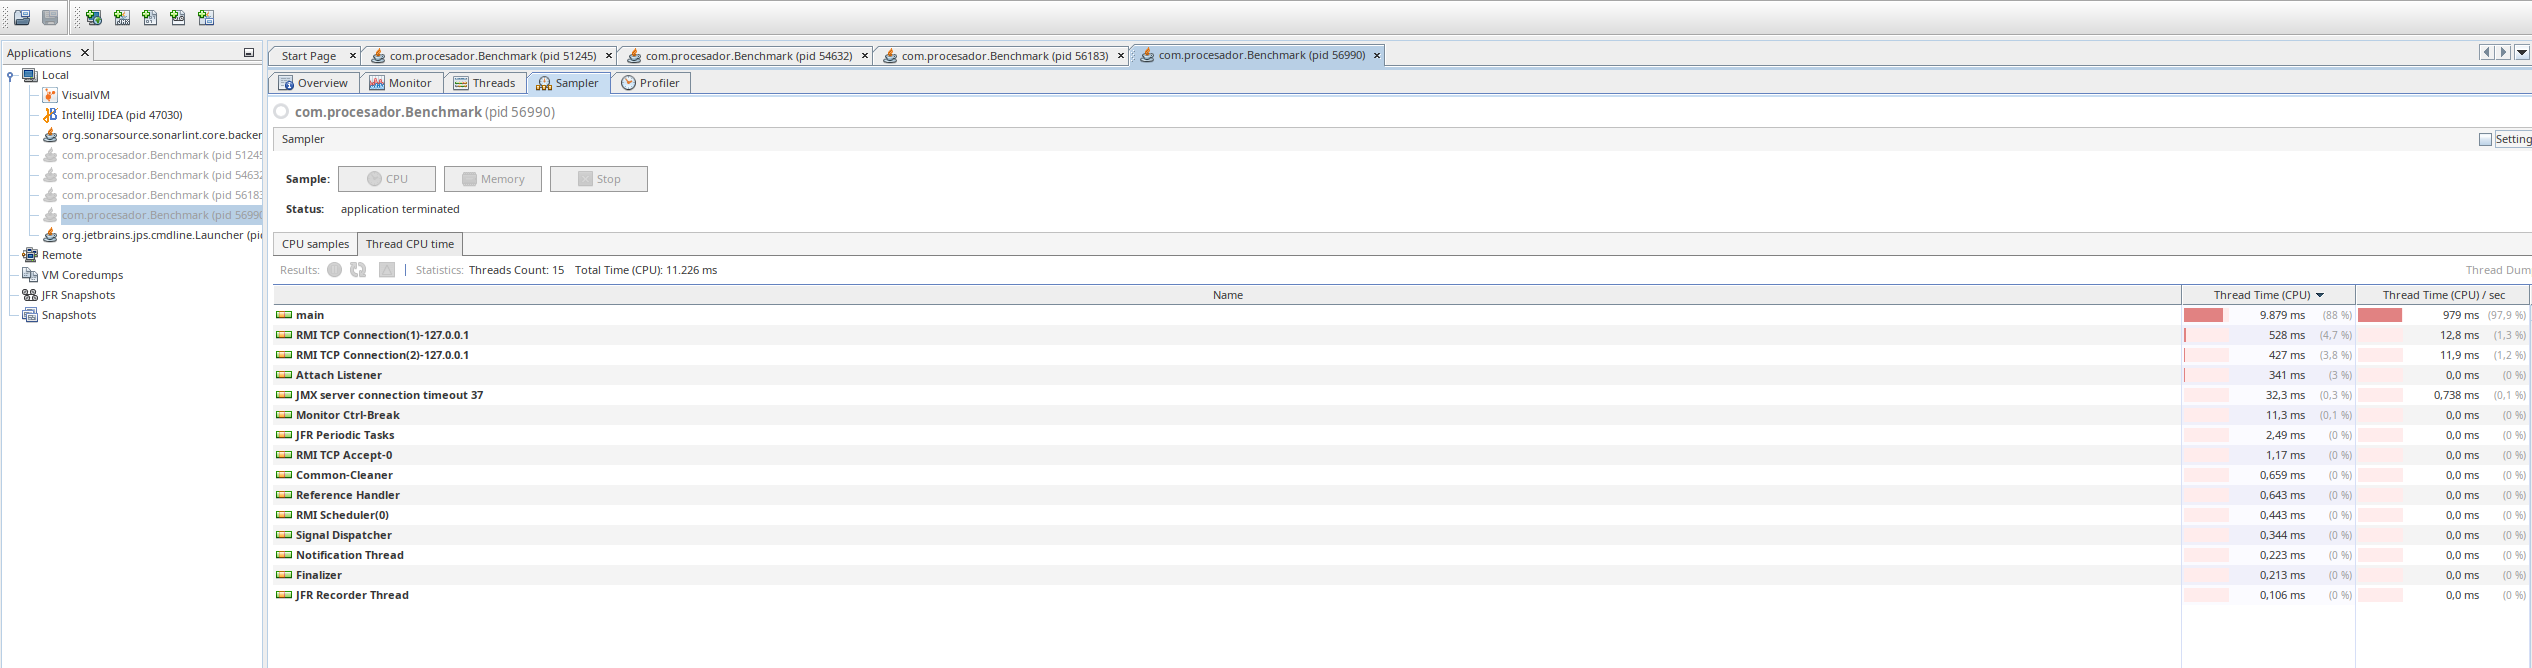 Applications
Local
VisualVM
IntelliJ IDEA (pid 47030)
org.sonarsource.sonarlint.core.backen
com.procesador.Benchmark (pid 51245
com.procesador.Benchmark (pid 54632
com.procesador.Benchmark (pid 56183
com.procesador.Benchmark (pid 56990
org.jetbrains.jps.cmdline.Launcher (pi
Remote
VM Coredumps
JFR Snapshots
Snapshots
Start Page com.procesador.Benchmark (pid 51245) com.procesador.Benchmark (pid 54632) com.procesador.Benchmark (pid 56183) com.procesador.Benchmark (pid 56990)
Overview Monitor Threads Sampler Profiler
com.procesador.Benchmark (pid 56990)
Sampler Setting
Sample: CPU Memory Stop
Status: application terminated
CPU samples Thread CPU time
Results: Statistics: Threads Count: 15 Total Time (CPU): 11.226 ms Thread Dum
Name Thread Time (CPU) Thread Time (CPU) / sec
main 9.879 ms (88 %) 979 ms (97,9 %)
RMI TCP Connection(1)-127.0.0.1 528 ms (4,7 %) 12,8 ms (1,3 %)
RMI TCP Connection(2)-127.0.0.1 427 ms (3,8 %) 11,9 ms (1,2 %)
Attach Listener 341 ms (3 %) 0,0 ms (0 %)
JMX server connection timeout 37 32,3 ms (0,3 %) 0,738 ms (0,1 %)
Monitor Ctrl-Break 11,3 ms (0,1 %) 0,0 ms (0 %)
JFR Periodic Tasks 2,49 ms (0 %) 0,0 ms (0 %)
RMI TCP Accept-0 1,17 ms (0 %) 0,0 ms (0 %)
Common-Cleaner 0,659 ms (0 %) 0,0 ms (0 %)
Reference Handler 0,643 ms (0 %) 0,0 ms (0 %)
RMI Scheduler(0) 0,443 ms (0 %) 0,0 ms (0 %)
Signal Dispatcher 0,344 ms (0 %) 0,0 ms (0 %)
Notification Thread 0,223 ms (0 %) 0,0 ms (0 %)
Finalizer 0,213 ms (0 %) 0,0 ms (0 %)
JFR Recorder Thread 0,106 ms (0 %) 0,0 ms (0 %)